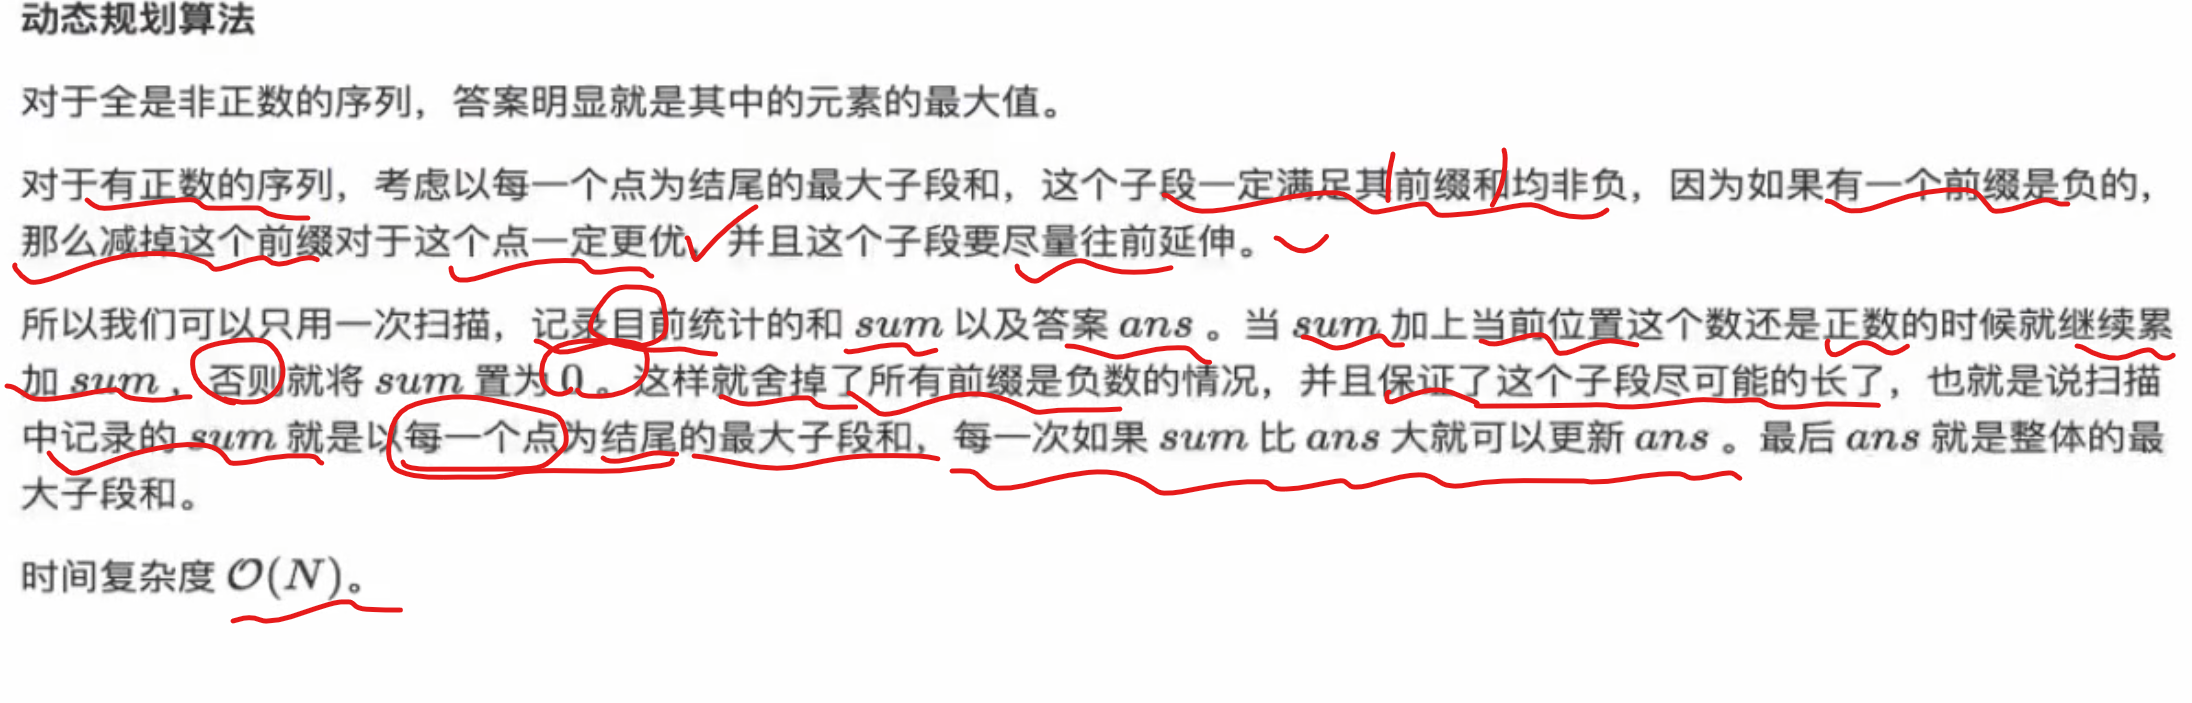 动态规划算法
对于全是非正数的序列，答案明显就是其中的元素的最大值。
对于有正数的序列，考虑以每一个点为结尾的最大子段和，这个子段一定满足其前缀和均非负，因为如果有一个前缀是负的，
那么减掉这个前缀对于这个点一定更优，并且这个子段要尽量往前延伸。
所以我们可以只用一次扫描，记录目前统计的和 sum 以及答案 ans 。当 sum 加上当前位置这个数还是正数的时候就继续累
加 sum ，否则就将 sum 置为 0 。这样就舍掉了所有前缀是负数的情况，并且保证了这个子段尽可能的长了，也就是说扫描
中记录的 sum 就是以每一个点为结尾的最大子段和，每一次如果 sum 比 ans 大就可以更新 ans 。最后 ans 就是整体的最
大子段和。
时间复杂度 O(N)。